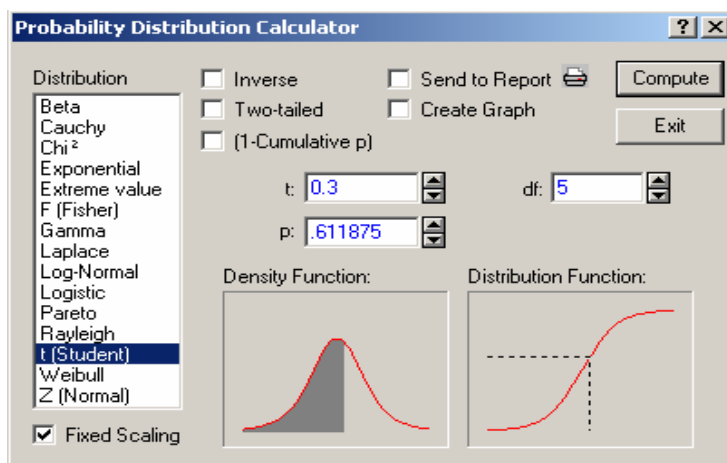 Probability Distribution Calculator
Distribution
Beta
Cauchy
Chi ²
Exponential
Extreme value
F (Fisher)
Gamma
Laplace
Log-Normal
Logistic
Pareto
Rayleigh
t (Student)
Weibull
Z (Normal)
Fixed Scaling
Inverse
Two-tailed
(1-Cumulative p)
Send to Report
Create Graph
Compute
Exit
t: 0.3
df: 5
p: .611875
Density Function:
Distribution Function: